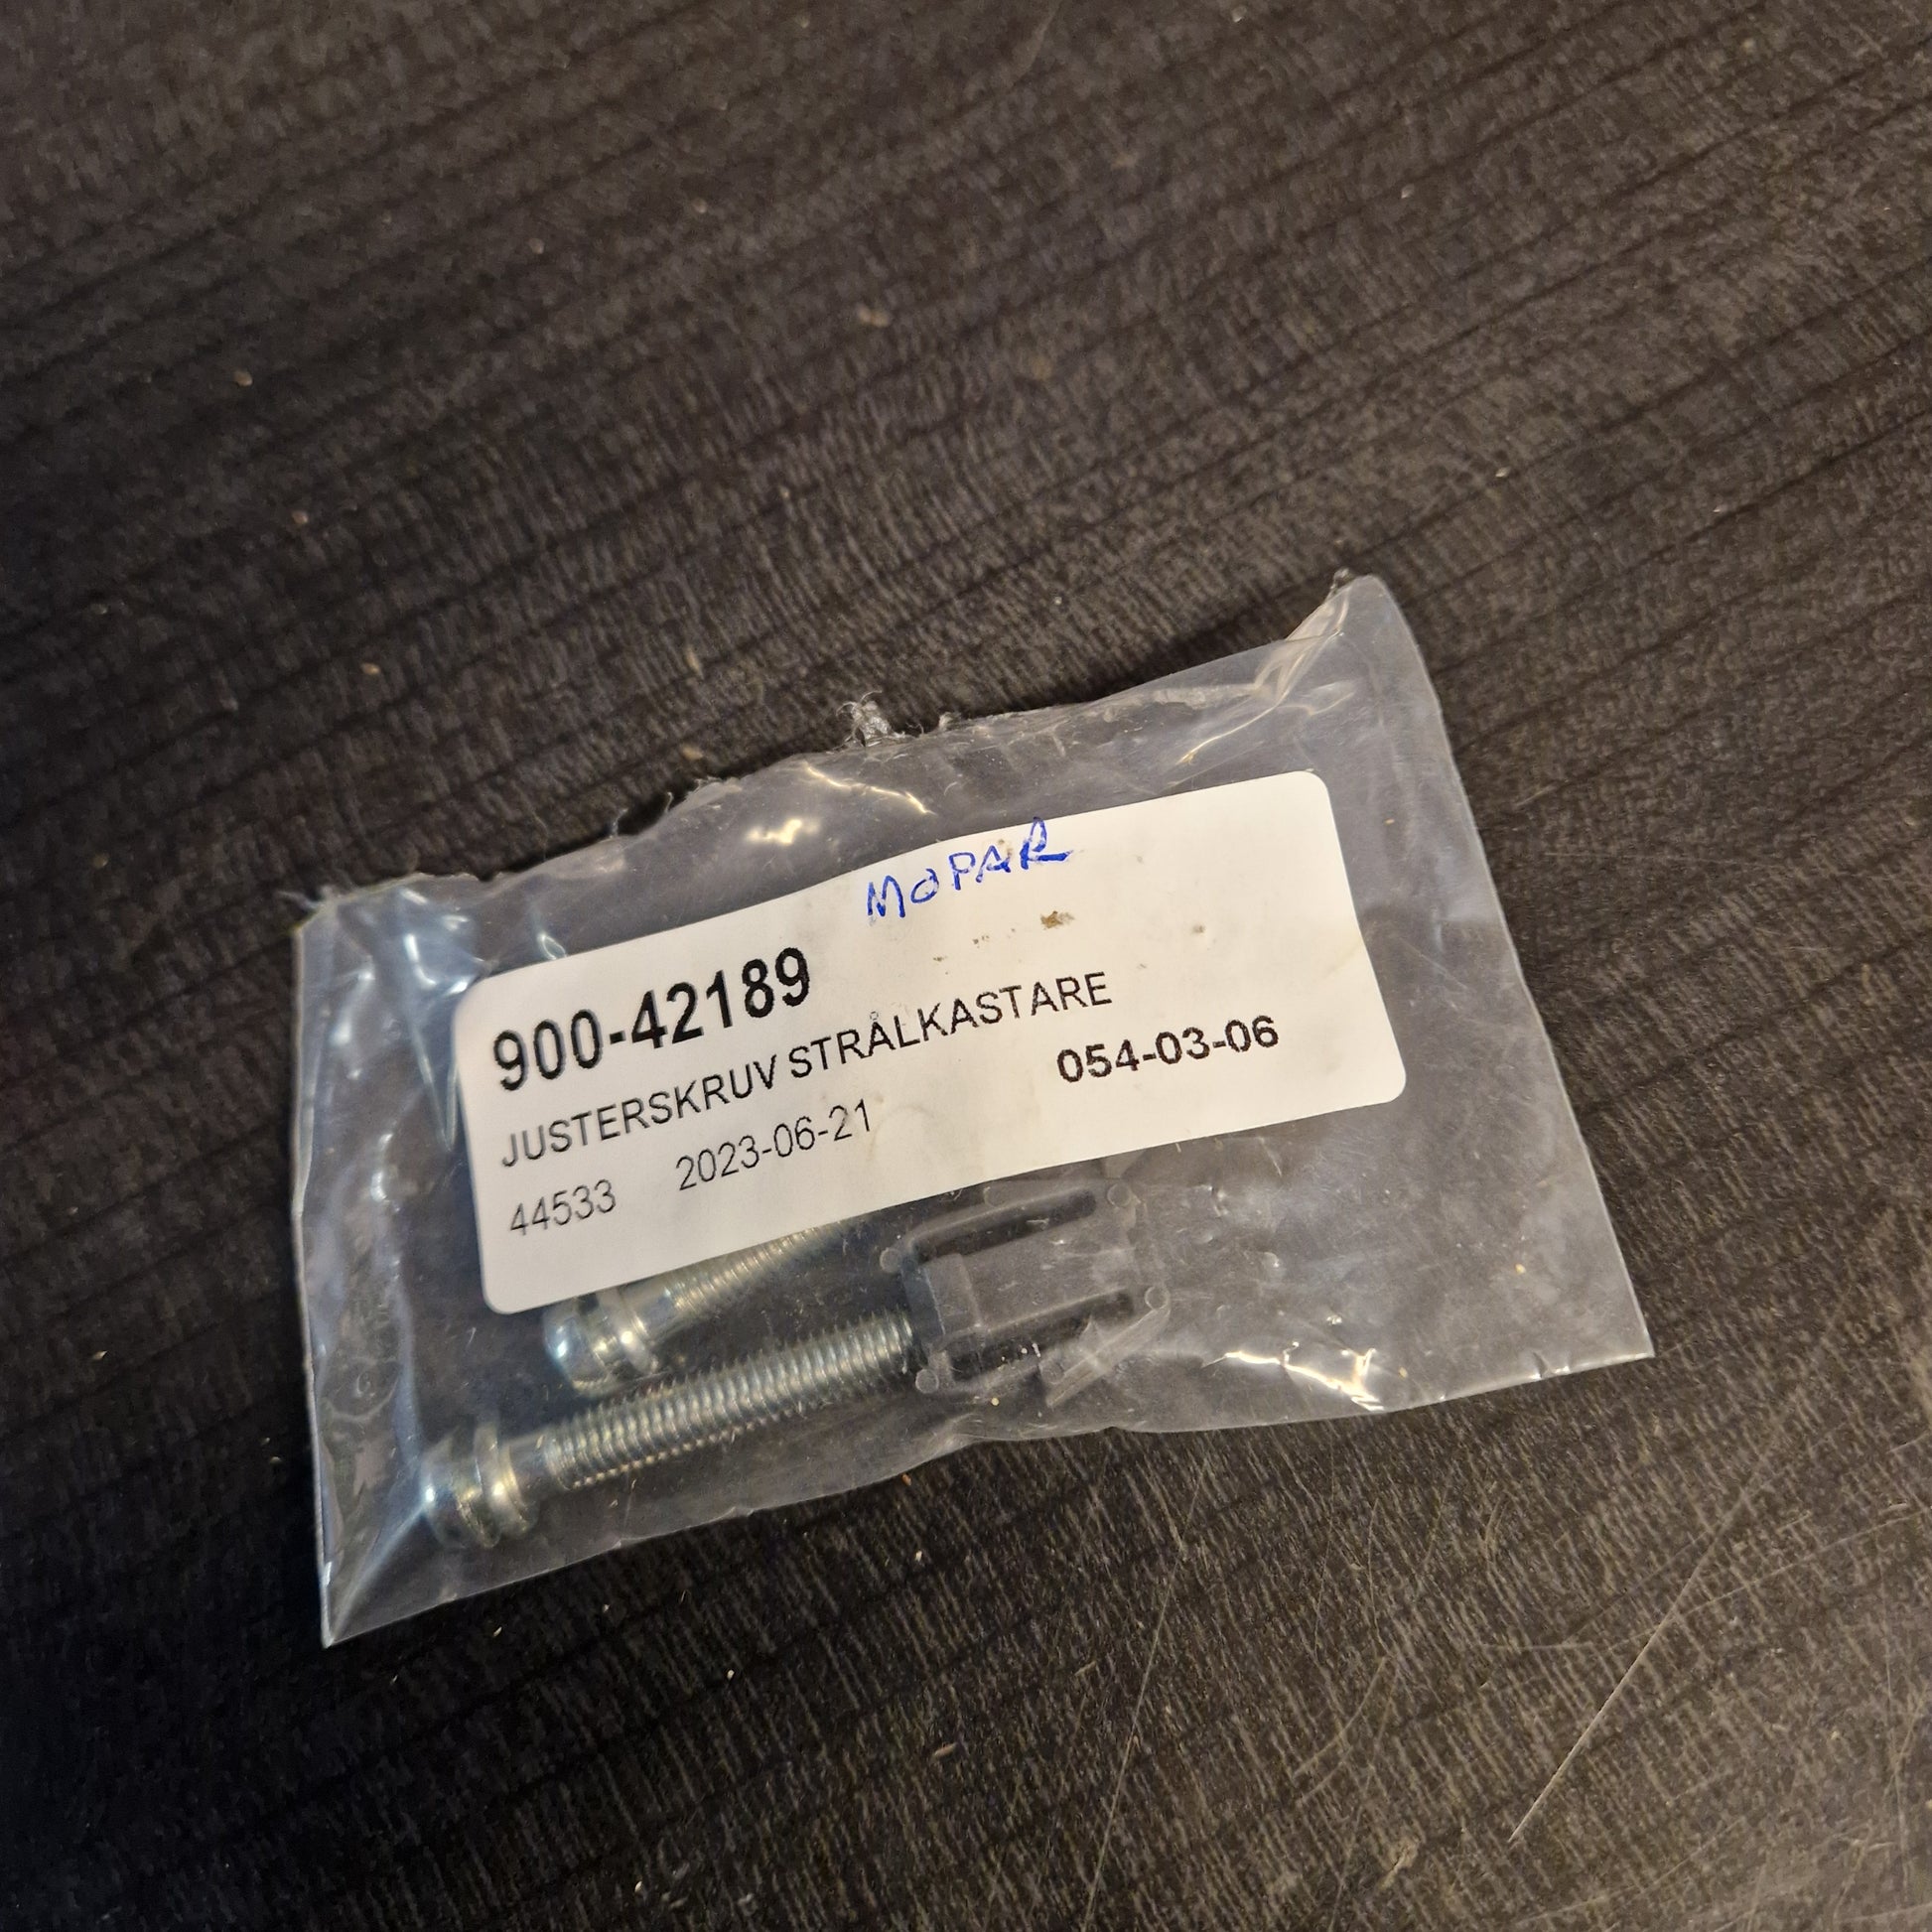 MOPAR
900-42189
JUSTERSKRUV STRÅLKASTARE
44533 2023-06-21 054-03-06